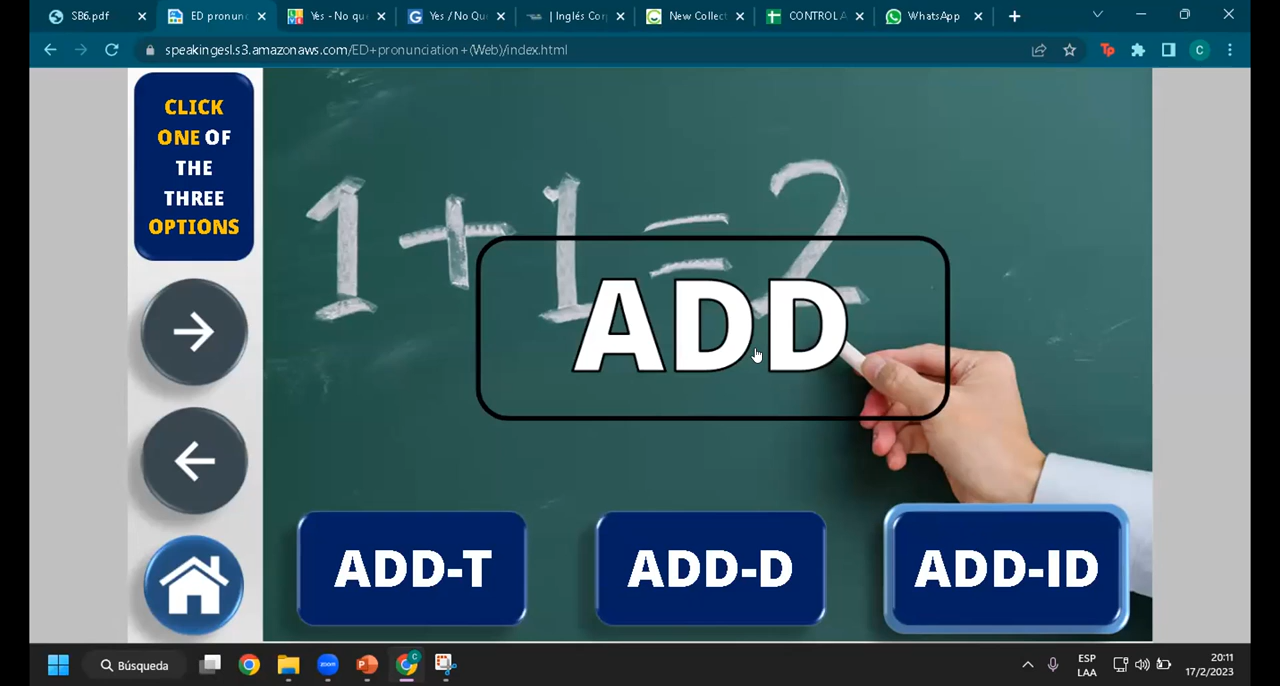 SB6.pdf
ED pronun
Yes - No qu
Yes / No Qu
| Inglés Cor
New Collect
CONTROL A
WhatsApp
speakingesl.s3.amazonaws.com/ED+pronunciation+(Web)/index.html
Tp
C
CLICK
ONE OF
THE
THREE
OPTIONS
1+1=2
ADD
ADD-T
ADD-D
ADD-ID
Búsqueda
C
ESP
LAA
20:11
17/2/2023